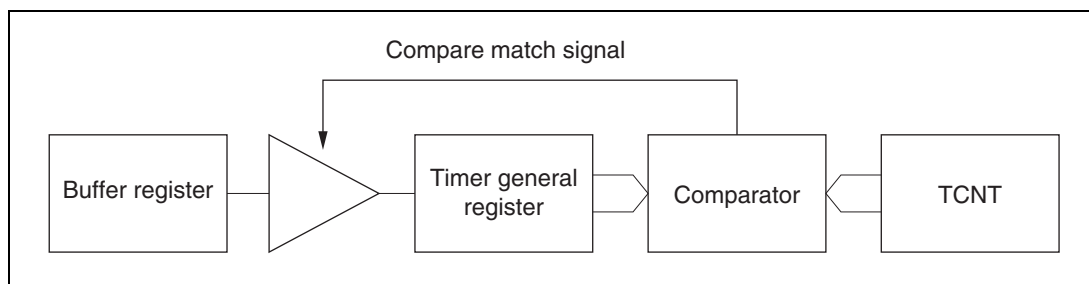 Compare match signal
Buffer register
Timer general
register
Comparator
TCNT